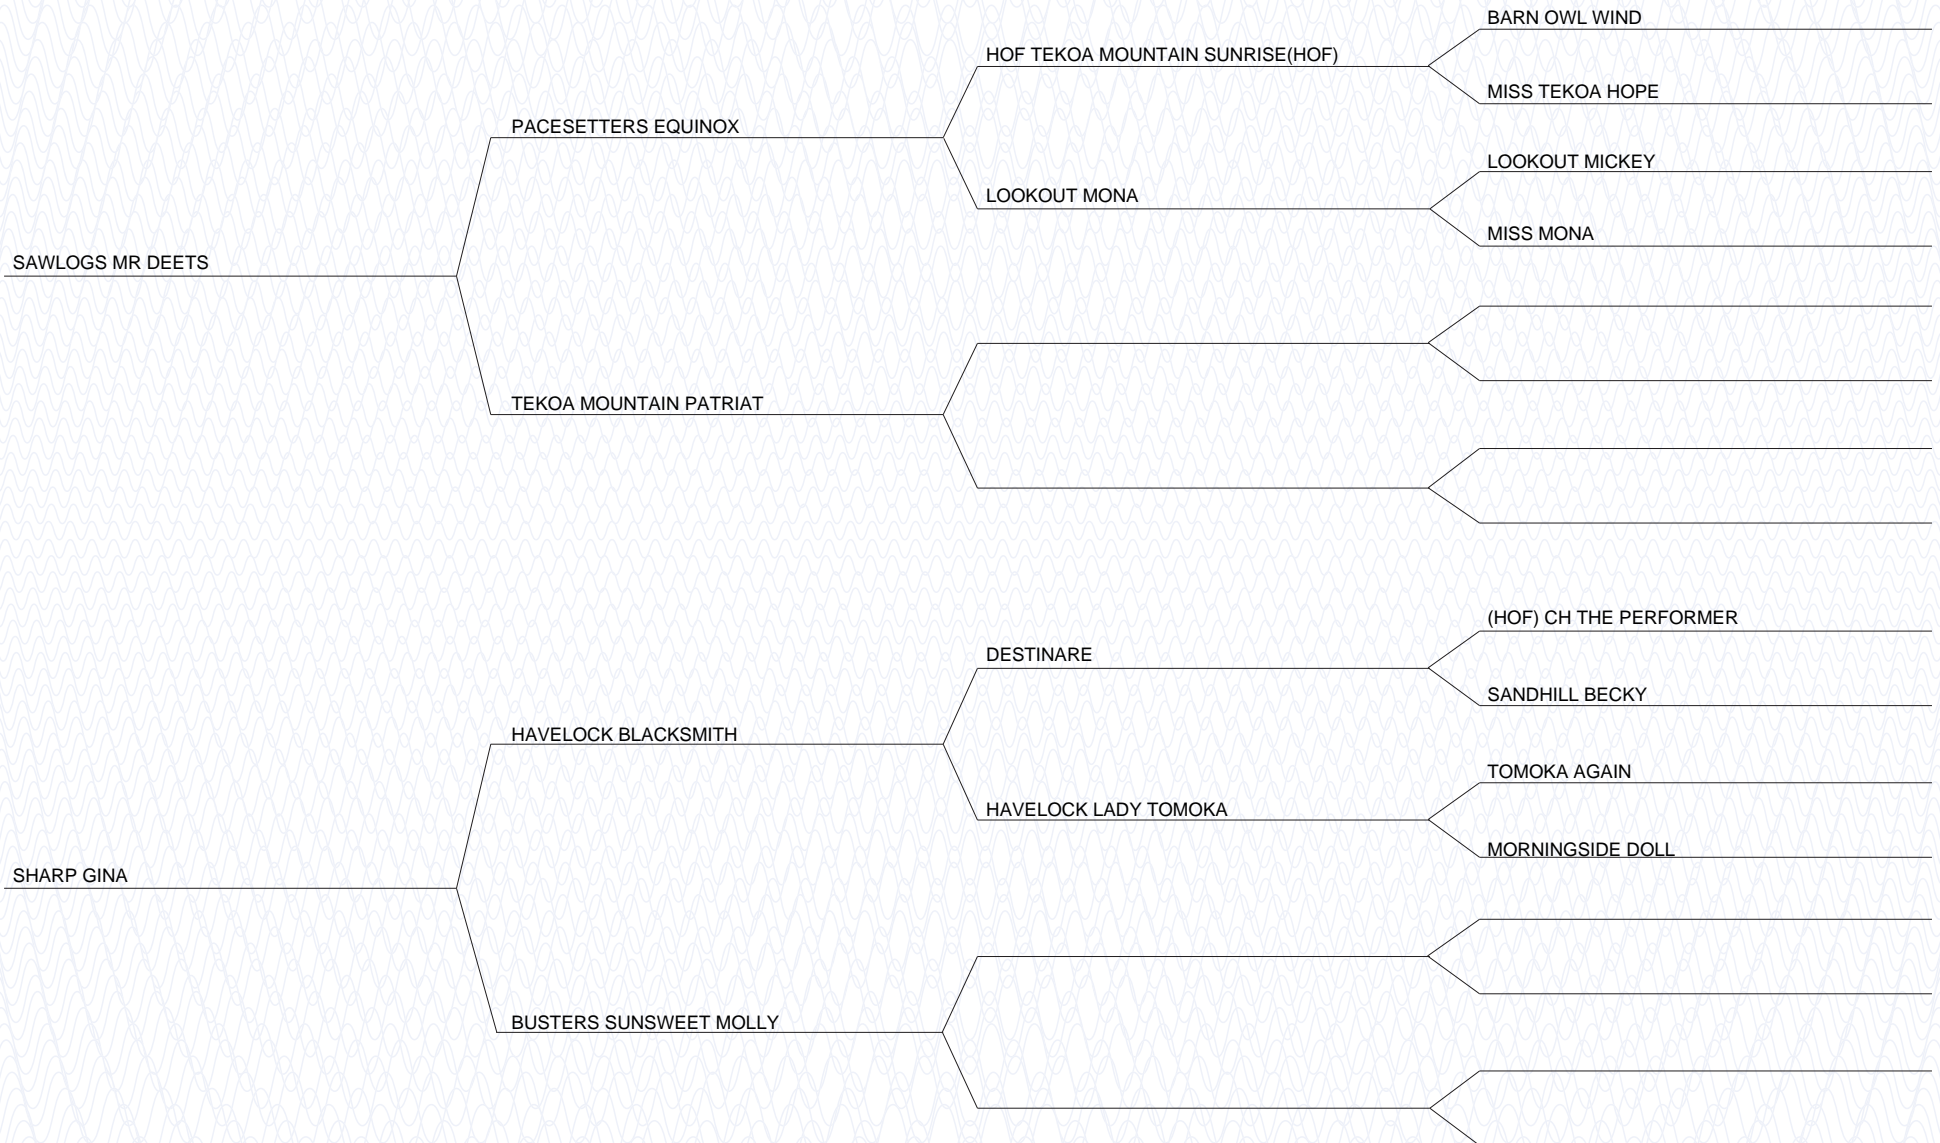 BARN OWL WIND
HOF TEKOA MOUNTAIN SUNRISE(HOF)
MISS TEKOA HOPE
PACESETTERS EQUINOX
LOOKOUT MICKEY
LOOKOUT MONA
MISS MONA
SAWLOGS MR DEETS
TEKOA MOUNTAIN PATRIAT
(HOF) CH THE PERFORMER
DESTINARE
SANDHILL BECKY
HAVELOCK BLACKSMITH
TOMOKA AGAIN
HAVELOCK LADY TOMOKA
MORNINGSIDE DOLL
SHARP GINA
BUSTERS SUNSWEET MOLLY